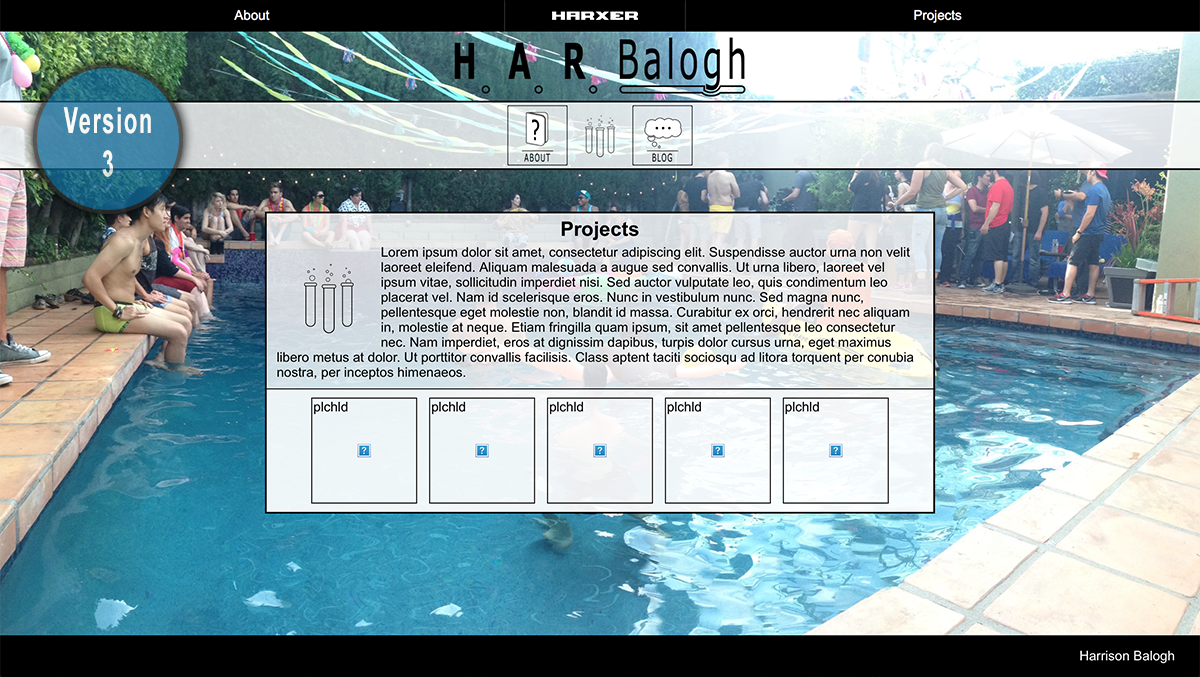 About
HARXER
Projects
H A R Balogh
Version
3
?
ABOUT
...
BLOG
Projects
Lorem ipsum dolor sit amet, consectetur adipiscing elit. Suspendisse auctor urna non velit
laoreet eleifend. Aliquam malesuada a augue sed convallis. Ut urna libero, laoreet vel
ipsum vitae, sollicitudin imperdiet nisi. Sed auctor vulputate leo, quis condimentum leo
placerat vel. Nam id scelerisque eros. Nunc in vestibulum nunc. Sed magna nunc,
pellentesque eget molestie non, blandit id massa. Curabitur ex orci, hendrerit nec aliquam
in, molestie at neque. Etiam fringilla quam ipsum, sit amet pellentesque leo consectetur
nec. Nam imperdiet, eros at dignissim dapibus, turpis dolor cursus urna, eget maximus
libero metus at dolor. Ut porttitor convallis facilisis. Class aptent taciti sociosqu ad litora torquent per conubia
nostra, per inceptos himenaeos.
plchld plchld plchld plchld plchld
? ? ? ? ?
Harrison Balogh